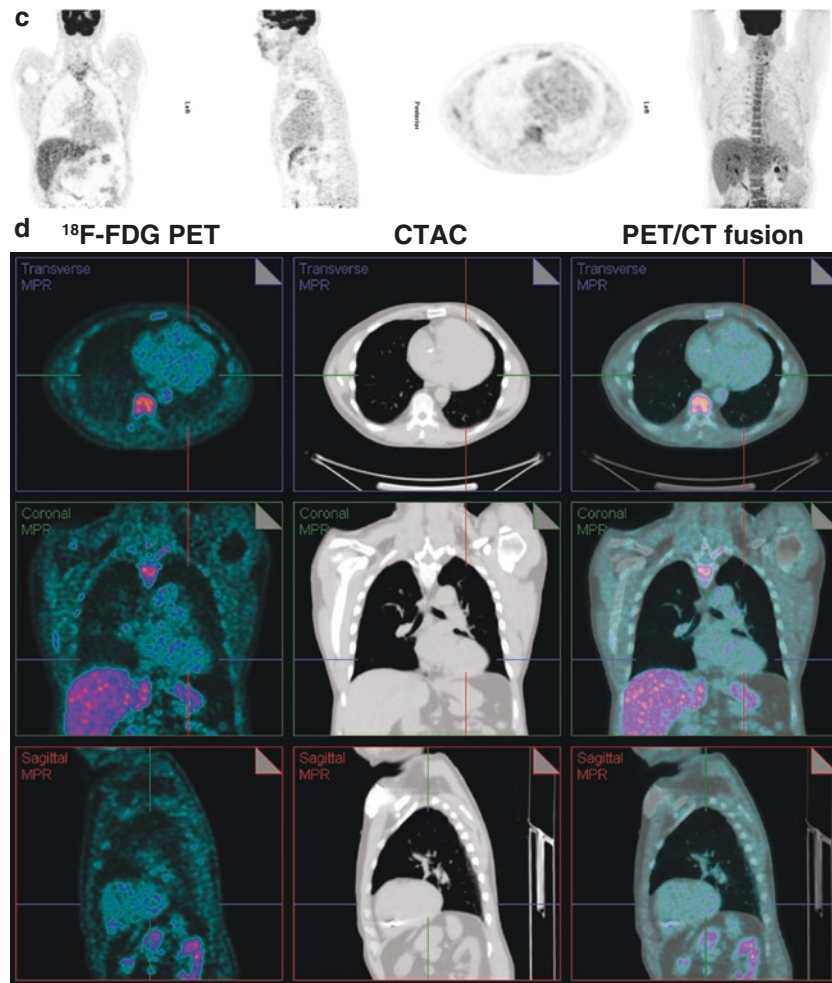 c
Left
Posterior
Left
d
¹⁸F-FDG PET CTAC PET/CT fusion
Transverse
MPR
Transverse
MPR
Transverse
MPR
Coronal
MPR
Coronal
MPR
Coronal
MPR
Sagittal
MPR
Sagittal
MPR
Sagittal
MPR